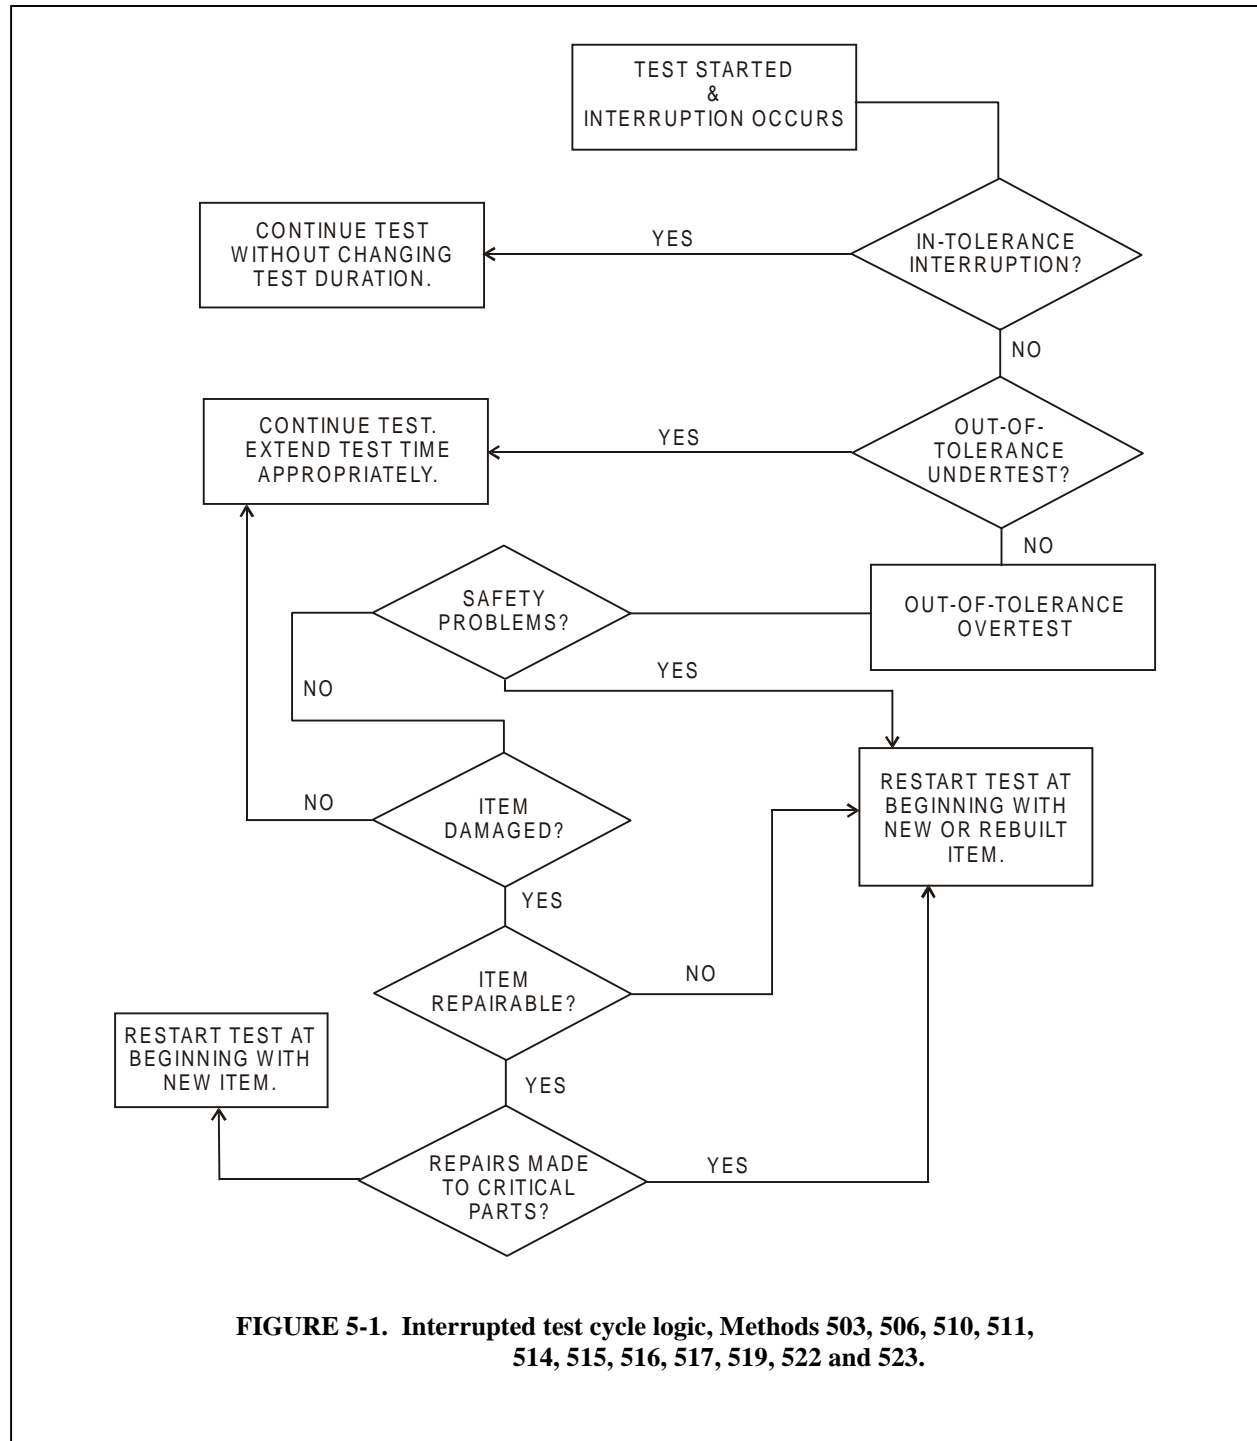 TEST STARTED
&
INTERRUPTION OCCURS
CONTINUE TEST
WITHOUT CHANGING
TEST DURATION.
YES
IN-TOLERANCE
INTERRUPTION?
NO
CONTINUE TEST.
EXTEND TEST TIME
APPROPRIATELY.
YES
OUT-OF-
TOLERANCE
UNDERTEST?
NO
SAFETY
PROBLEMS?
OUT-OF-TOLERANCE
OVERTEST
YES
NO
RESTART TEST AT
BEGINNING WITH
NEW OR REBUILT
ITEM.
NO
ITEM
DAMAGED?
YES
ITEM
REPAIRABLE?
NO
RESTART TEST AT
BEGINNING WITH
NEW ITEM.
YES
REPAIRS MADE
TO CRITICAL
PARTS?
YES
FIGURE 5-1. Interrupted test cycle logic, Methods 503, 506, 510, 511,
514, 515, 516, 517, 519, 522 and 523.